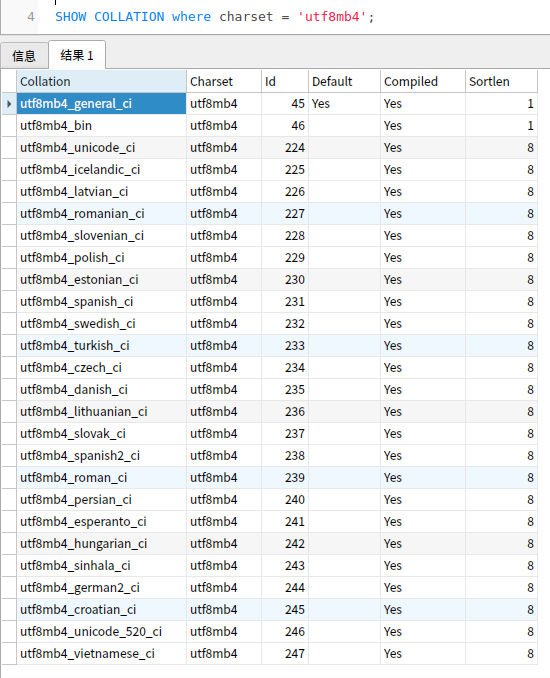 4 SHOW COLLATION where charset = 'utf8mb4';
信息 结果 1
Collation Charset Id Default Compiled Sortlen
utf8mb4_general_ci utf8mb4 45 Yes Yes 1
utf8mb4_bin utf8mb4 46 Yes 1
utf8mb4_unicode_ci utf8mb4 224 Yes 8
utf8mb4_icelandic_ci utf8mb4 225 Yes 8
utf8mb4_latvian_ci utf8mb4 226 Yes 8
utf8mb4_romanian_ci utf8mb4 227 Yes 8
utf8mb4_slovenian_ci utf8mb4 228 Yes 8
utf8mb4_polish_ci utf8mb4 229 Yes 8
utf8mb4_estonian_ci utf8mb4 230 Yes 8
utf8mb4_spanish_ci utf8mb4 231 Yes 8
utf8mb4_swedish_ci utf8mb4 232 Yes 8
utf8mb4_turkish_ci utf8mb4 233 Yes 8
utf8mb4_czech_ci utf8mb4 234 Yes 8
utf8mb4_danish_ci utf8mb4 235 Yes 8
utf8mb4_lithuanian_ci utf8mb4 236 Yes 8
utf8mb4_slovak_ci utf8mb4 237 Yes 8
utf8mb4_spanish2_ci utf8mb4 238 Yes 8
utf8mb4_roman_ci utf8mb4 239 Yes 8
utf8mb4_persian_ci utf8mb4 240 Yes 8
utf8mb4_esperanto_ci utf8mb4 241 Yes 8
utf8mb4_hungarian_ci utf8mb4 242 Yes 8
utf8mb4_sinhala_ci utf8mb4 243 Yes 8
utf8mb4_german2_ci utf8mb4 244 Yes 8
utf8mb4_croatian_ci utf8mb4 245 Yes 8
utf8mb4_unicode_520_ci utf8mb4 246 Yes 8
utf8mb4_vietnamese_ci utf8mb4 247 Yes 8